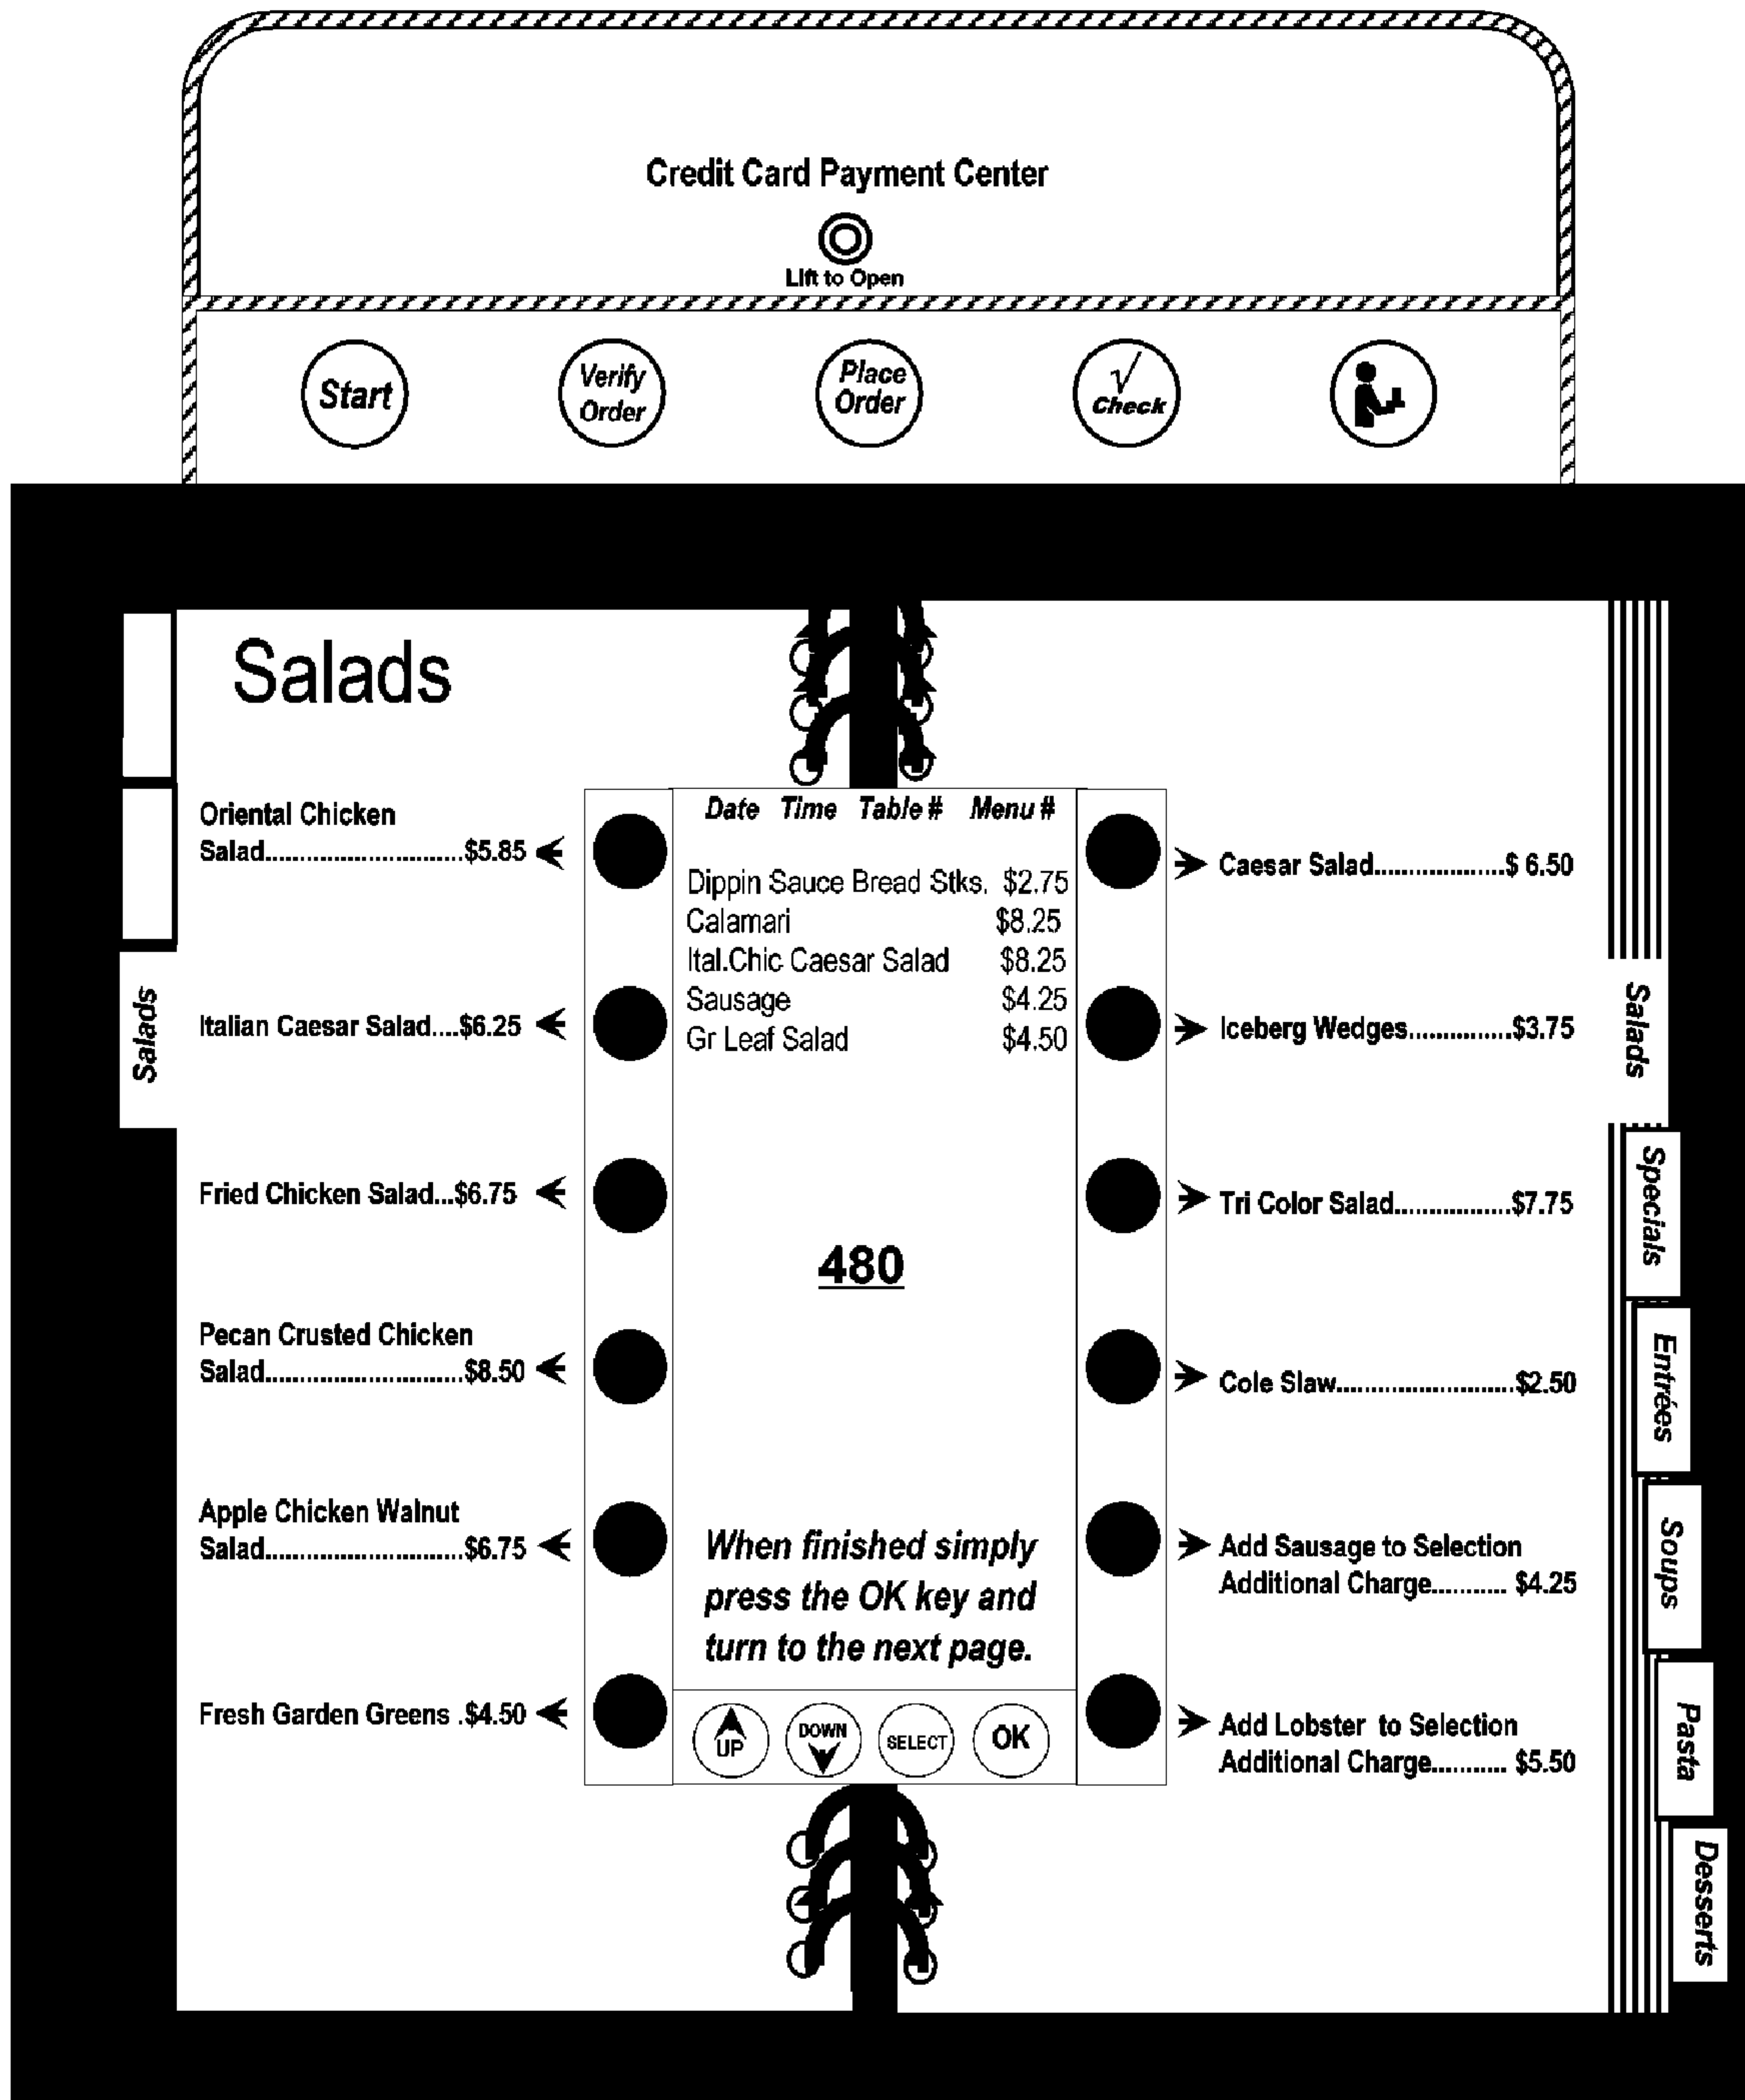 Credit Card Payment Center
Lift to Open
Start
Verify
Order
Place
Order
√
Check
Salads
Oriental Chicken
Salad............................$5.85
Italian Caesar Salad....$6.25
Fried Chicken Salad...$6.75
Pecan Crusted Chicken
Salad............................$8.50
Apple Chicken Walnut
Salad............................$6.75
Fresh Garden Greens .$4.50
Salads
Date Time Table # Menu #
Dippin Sauce Bread Stks. $2.75
Calamari $8.25
Ital.Chic Caesar Salad $8.25
Sausage $4.25
Gr Leaf Salad $4.50
480
When finished simply
press the OK key and
turn to the next page.
UP
DOWN
SELECT
OK
Caesar Salad...................$ 6.50
Iceberg Wedges...............$3.75
Tri Color Salad.................$7.75
Cole Slaw.........................$2.50
Add Sausage to Selection
Additional Charge........... $4.25
Add Lobster to Selection
Additional Charge........... $5.50
Salads
Specials
Entrées
Soups
Pasta
Desserts